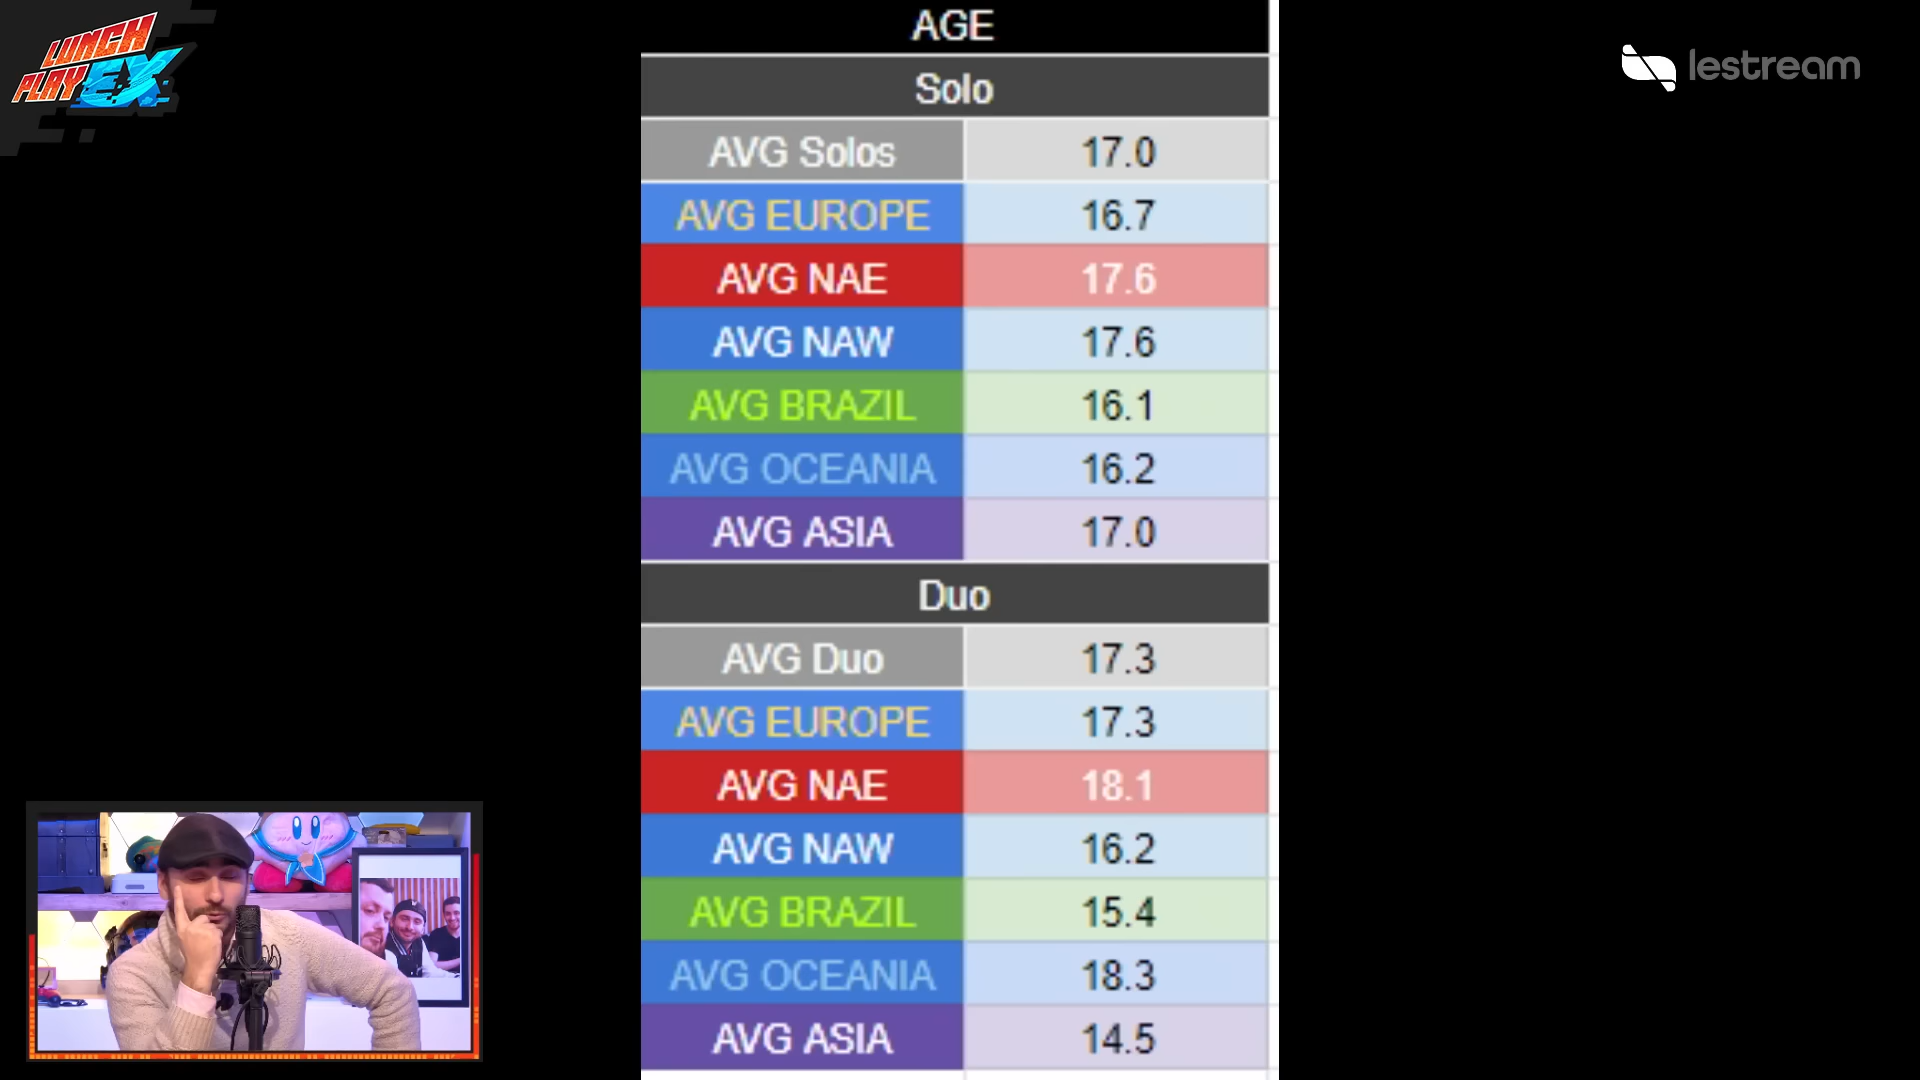 LUNCH
PLAY EX
lestream
AGE
Solo
AVG Solos 17.0
AVG EUROPE 16.7
AVG NAE 17.6
AVG NAW 17.6
AVG BRAZIL 16.1
AVG OCEANIA 16.2
AVG ASIA 17.0
Duo
AVG Duo 17.3
AVG EUROPE 17.3
AVG NAE 18.1
AVG NAW 16.2
AVG BRAZIL 15.4
AVG OCEANIA 18.3
AVG ASIA 14.5